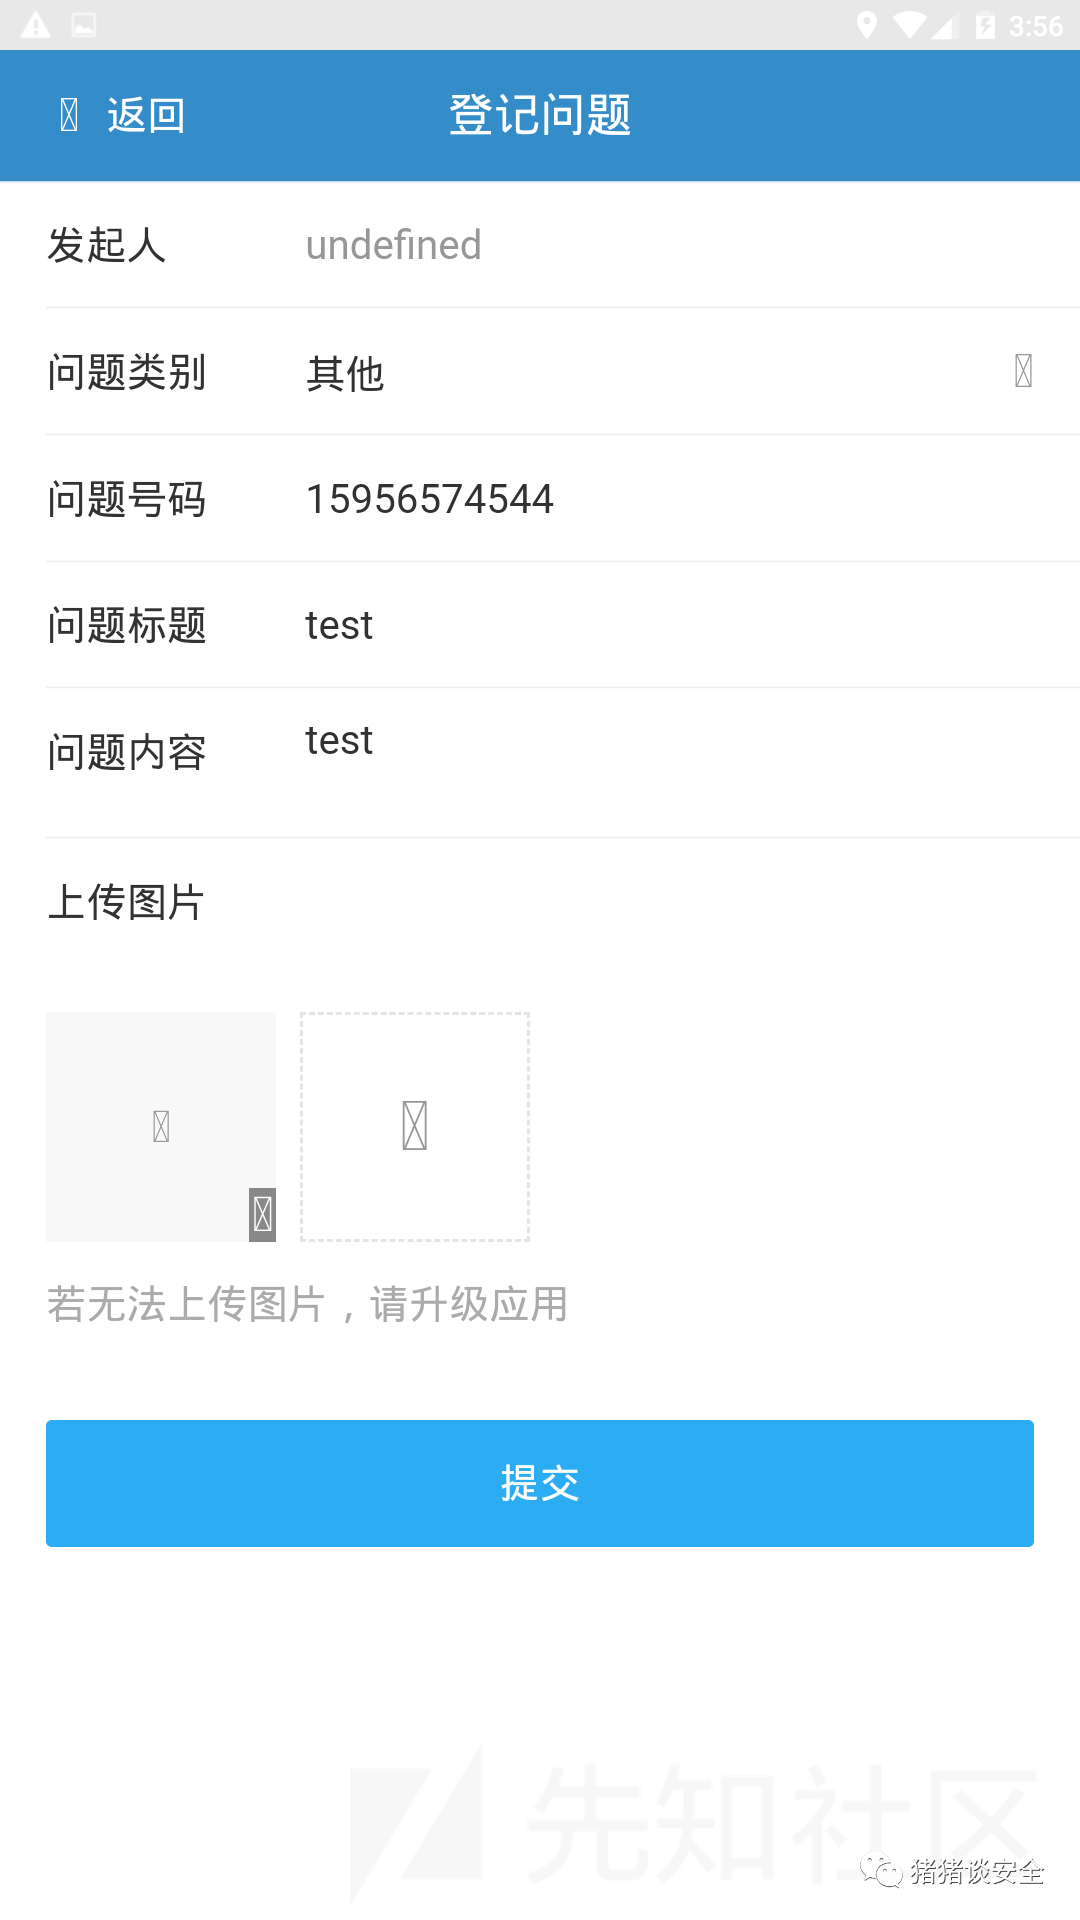 3:56
返回 登记问题
发起人 undefined
问题类别 其他
问题号码 15956574544
问题标题 test
问题内容 test
上传图片
若无法上传图片，请升级应用
提交
先知社区
猪猪谈安全